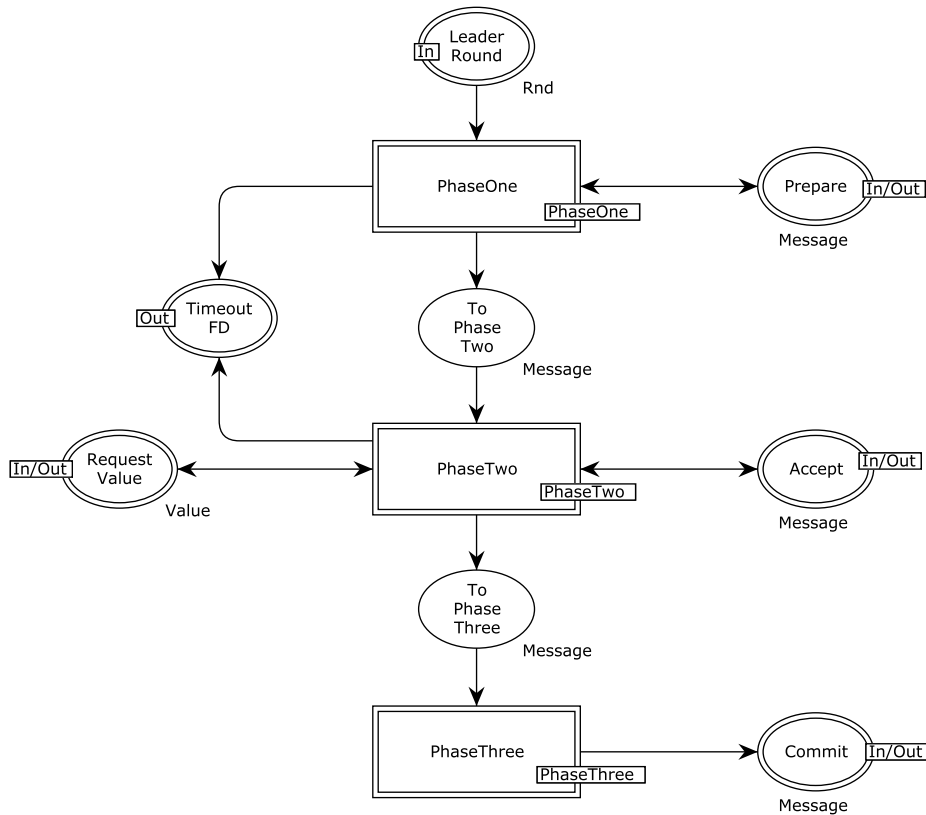 Leader
Round
In
Rnd
PhaseOne
PhaseOne
Prepare
In/Out
Message
Timeout
FD
Out
To
Phase
Two
Message
Request
Value
In/Out
Value
PhaseTwo
PhaseTwo
Accept
In/Out
Message
To
Phase
Three
Message
PhaseThree
PhaseThree
Commit
In/Out
Message